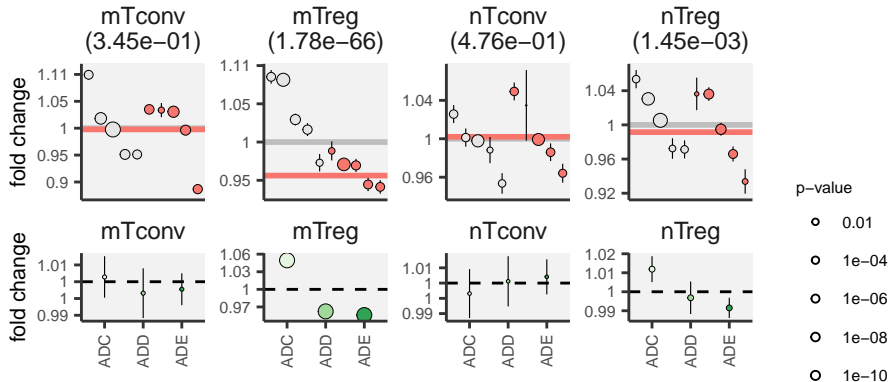 mTconv
(3.45e−01)
mTreg
(1.78e−66)
nTconv
(4.76e−01)
nTreg
(1.45e−03)
fold change
1.11
1.05
1
0.95
0.9
1.11
1.05
1
0.95
1.04
1
0.96
1.04
1
0.96
0.92
mTconv
mTreg
nTconv
nTreg
fold change
1.01
1
1
0.99
1.06
1.03
1
0.97
1.01
1
1
0.99
1.02
1.01
1
0.99
ADC
ADD
ADE
ADC
ADD
ADE
ADC
ADD
ADE
ADC
ADD
ADE
p−value
0.01
1e−04
1e−06
1e−08
1e−10